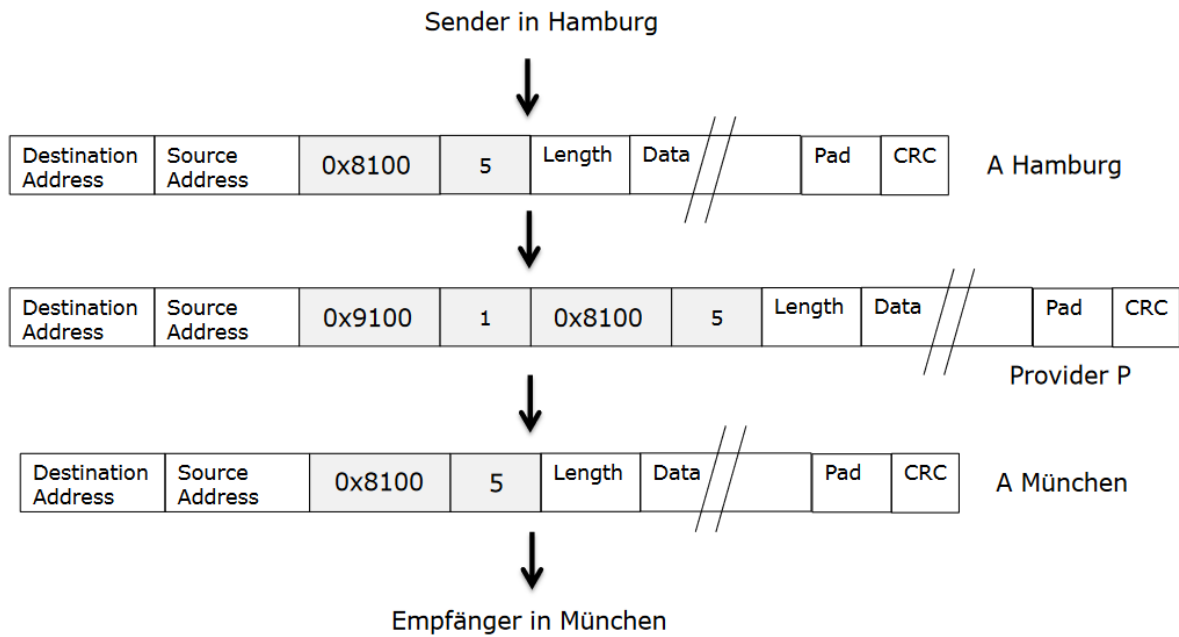 Sender in Hamburg
Destination Address Source Address 0x8100 5 Length Data Pad CRC
A Hamburg
Destination Address Source Address 0x9100 1 0x8100 5 Length Data Pad CRC
Provider P
Destination Address Source Address 0x8100 5 Length Data Pad CRC
A München
Empfänger in München